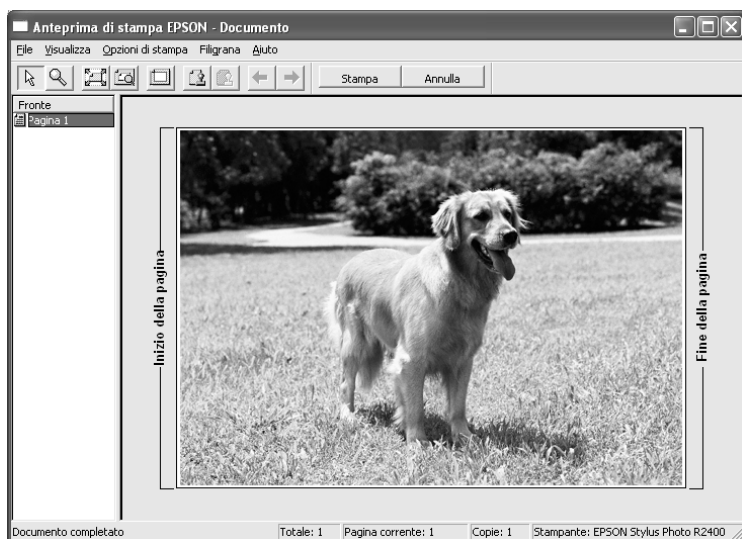 Anteprima di stampa EPSON - Documento
File Visualizza Opzioni di stampa Filigrana Aiuto
Stampa Annulla
Fronte
Pagina 1
Inizio della pagina
Fine della pagina
Documento completato Totale: 1 Pagina corrente: 1 Copie: 1 Stampante: EPSON Stylus Photo R2400